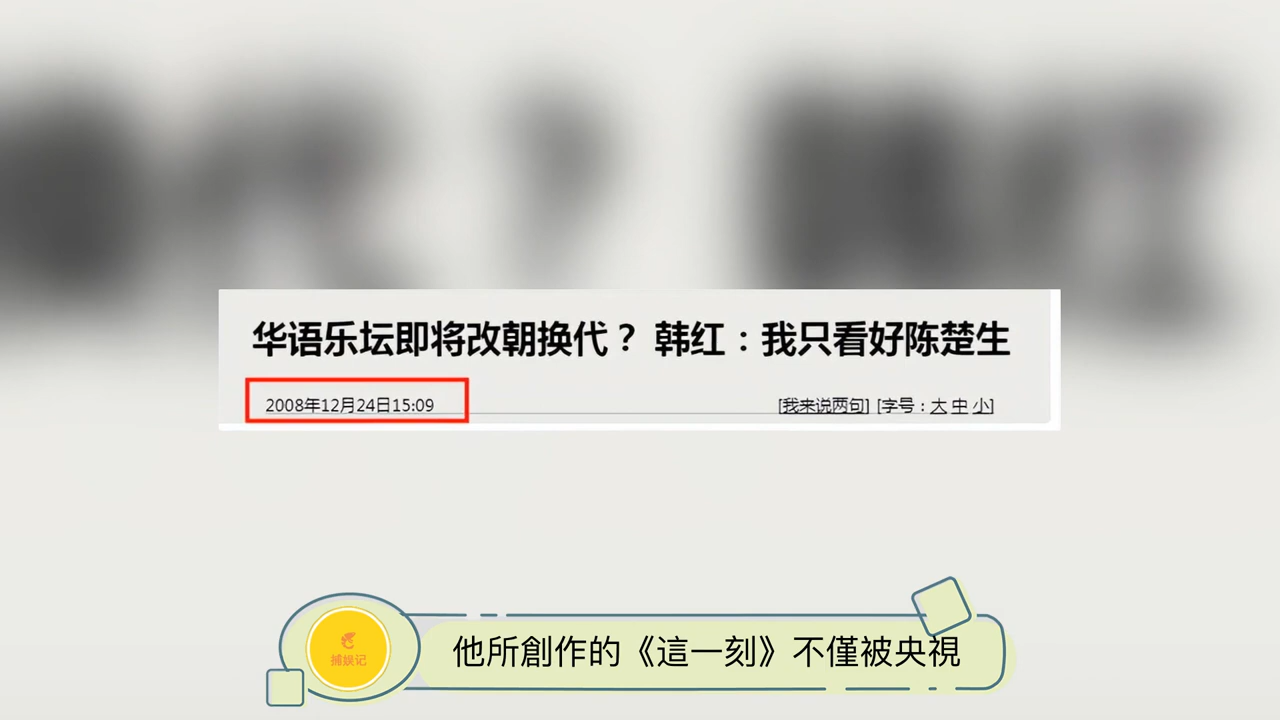 华语乐坛即将改朝换代？ 韩红：我只看好陈楚生
2008年12月24日15:09
[我来说两句] [字号：大 中 小]
捕娱记
他所創作的《這一刻》不僅被央視